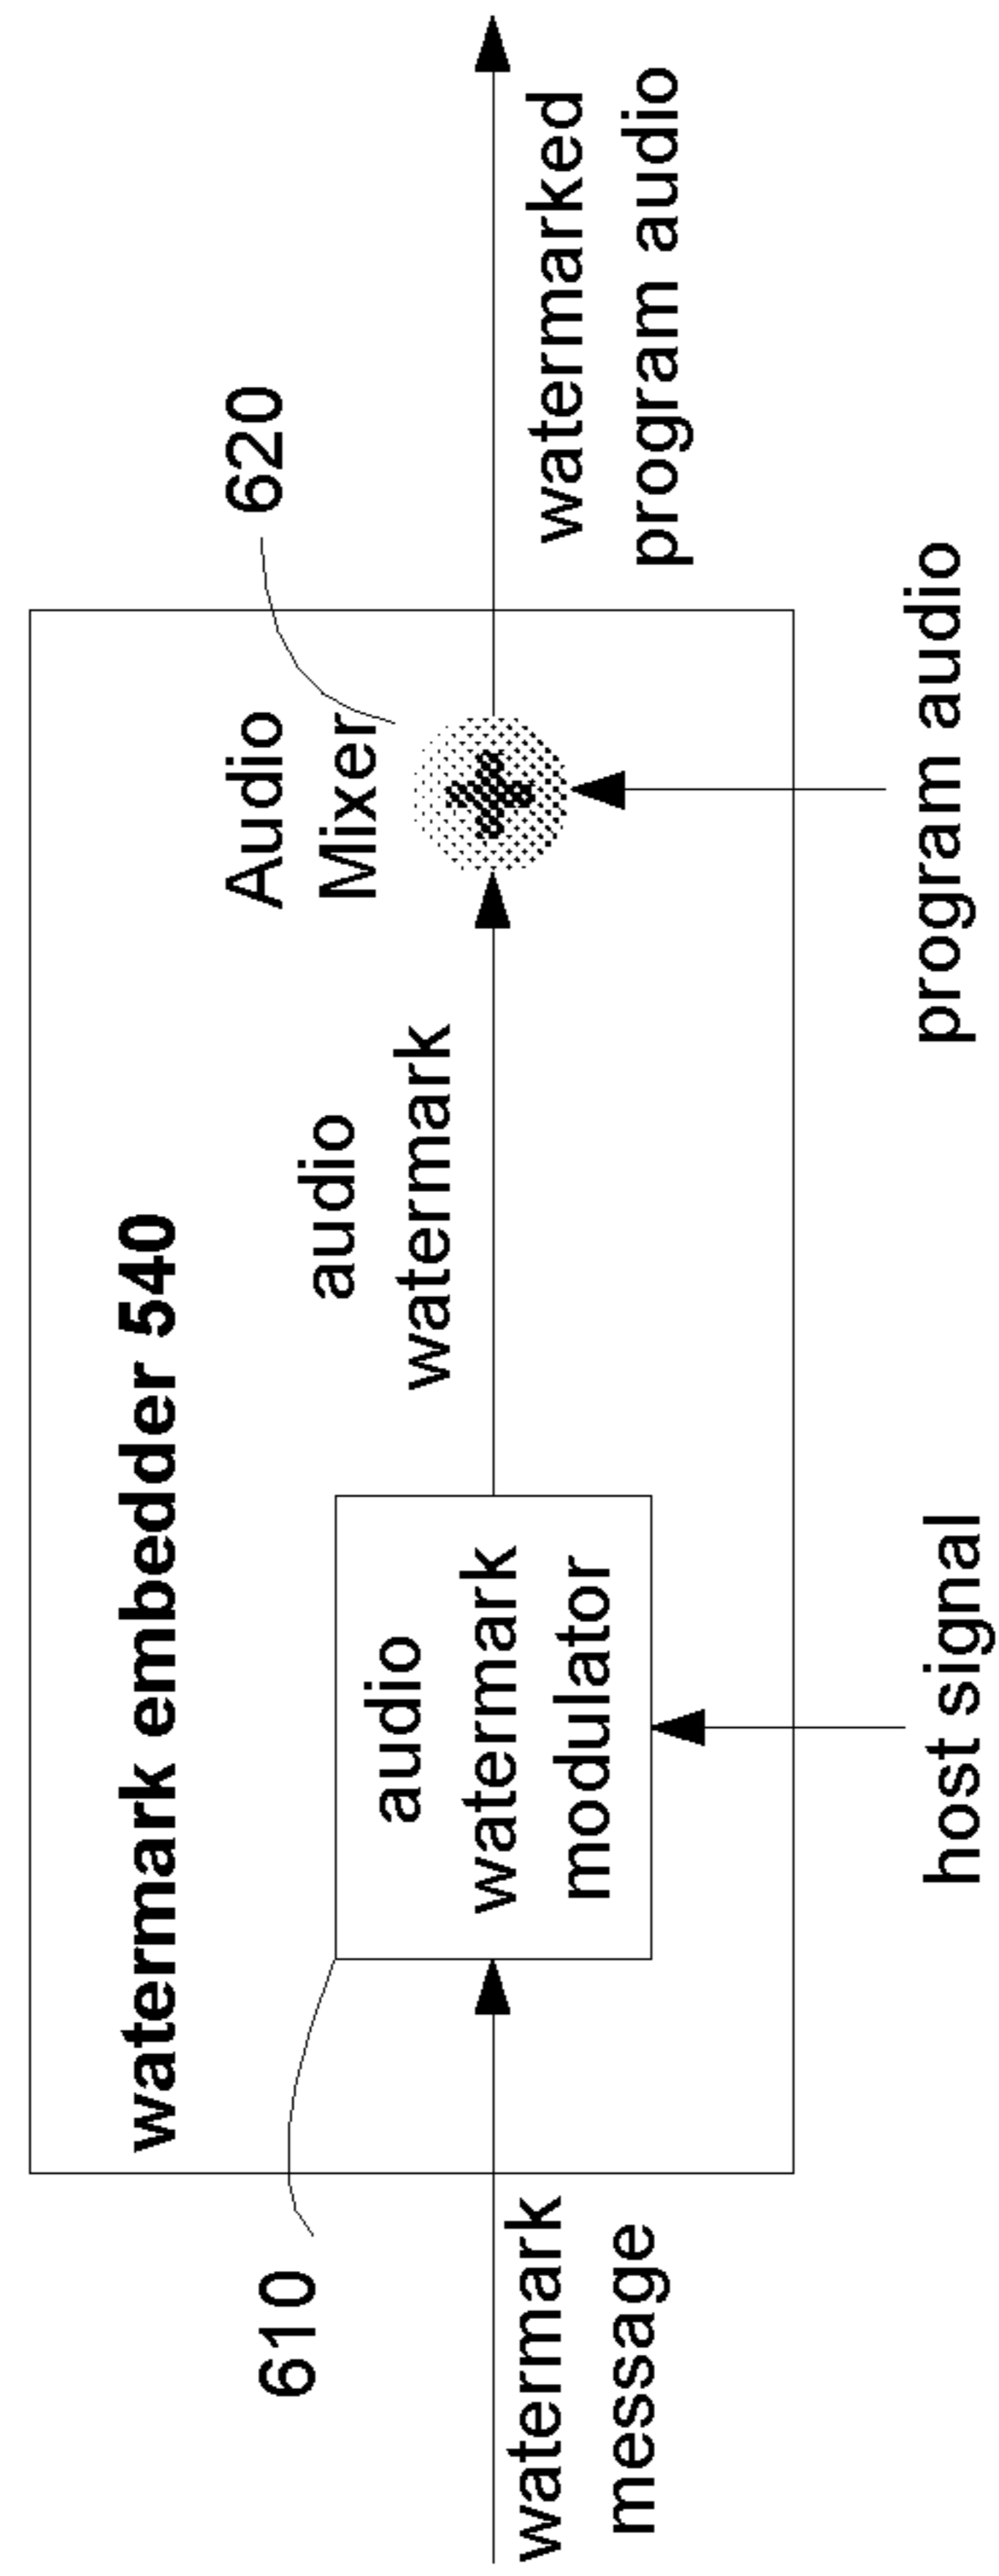 watermark embedder 540
610
620
Audio
Mixer
audio
watermark
audio
watermark
modulator
watermark
message
watermarked
program audio
host signal
program audio